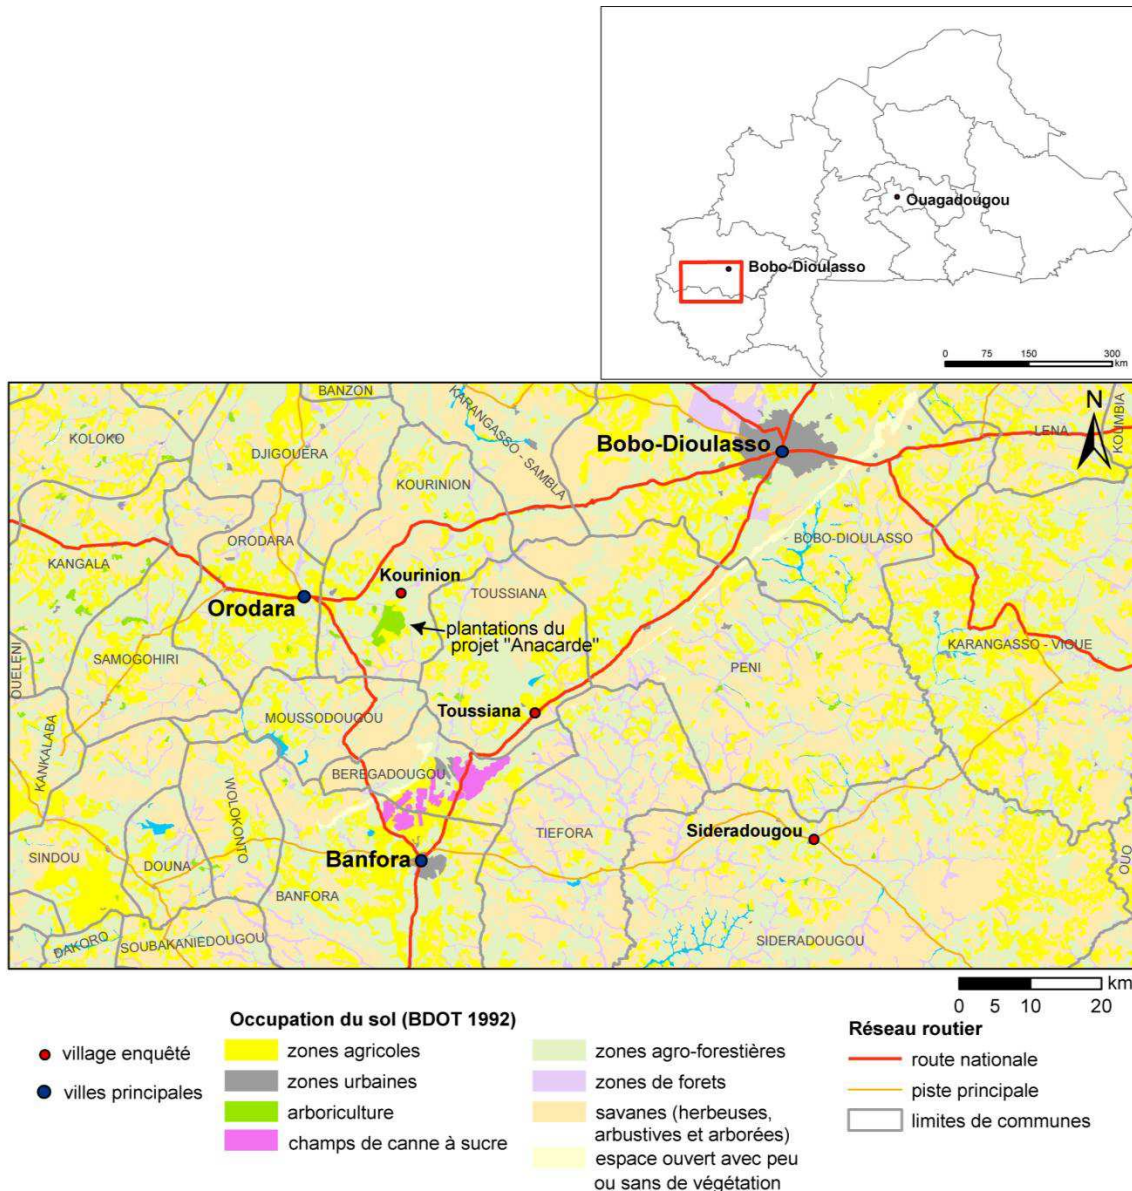 Ouagadougou
Bobo-Dioulasso
0 75 150 300
km
BANZON
KARANGASSO - SAMBLA
N
KOLOKO
Bobo-Dioulasso
LENA
KOUMBIA
DJIGOUERA
KOURINION
ORODARA
BOBO-DIOULASSO
KANGALA
Kourinion
TOUSSIANA
Orodara
plantations du
projet "Anacarde"
KARANGASSO - VIGUE
OUELENI
SAMOGOHIRI
PENI
MOUSSODOUGOU
Toussiana
KANKALABA
BEREGADOUGOU
WOLOKONTO
TIEFORA
Sideradougou
SINDOU
DOUNA
Banfora
OUO
BANFORA
DAKORO
SOUBAKANIEDOUGOU
SIDERADOUGOU
km
0 5 10 20
Occupation du sol (BDOT 1992)
village enquêté
villes principales
zones agricoles
zones urbaines
arboriculture
champs de canne à sucre
zones agro-forestières
zones de forets
savanes (herbeuses,
arbustives et arborées)
espace ouvert avec peu
ou sans de végétation
Réseau routier
route nationale
piste principale
limites de communes